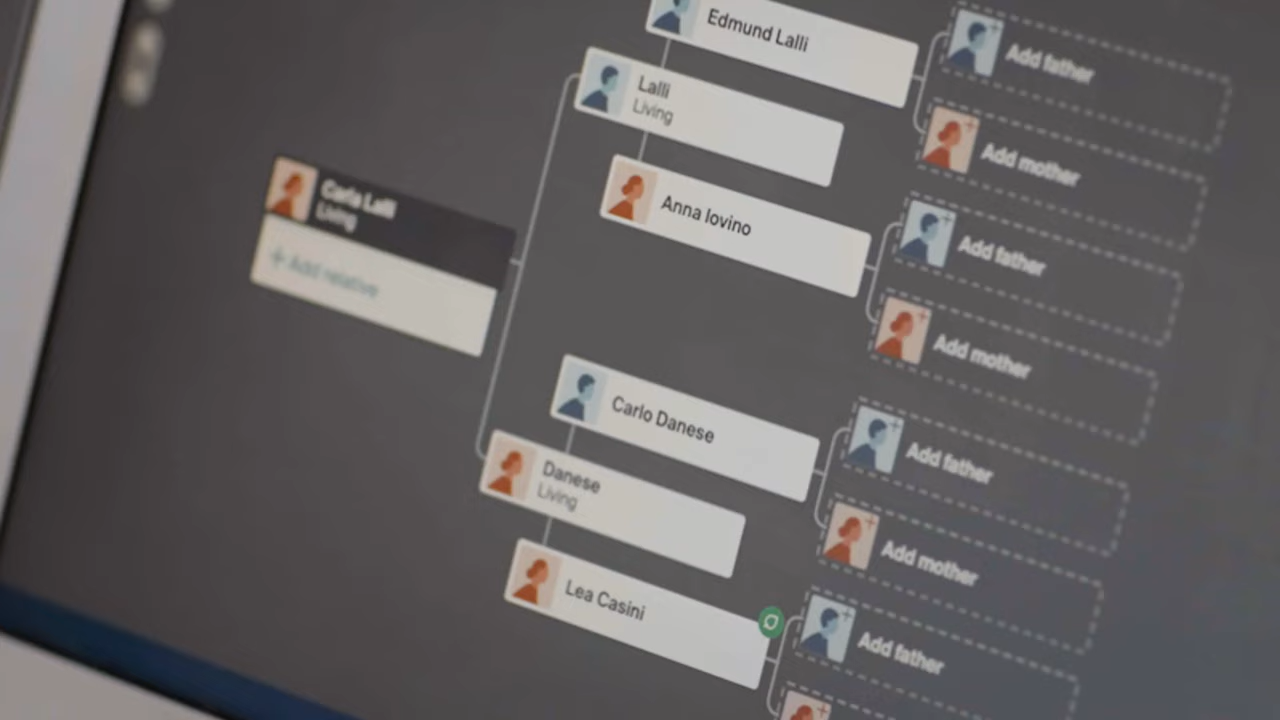 Edmund Lalli
Add father
Lalli
Living
Add mother
Carla Lalli
Living
Anna Iovino
Add father
+ Add relative
Add mother
Carlo Danese
Add father
Danese
Living
Add mother
Lea Casini
Add father